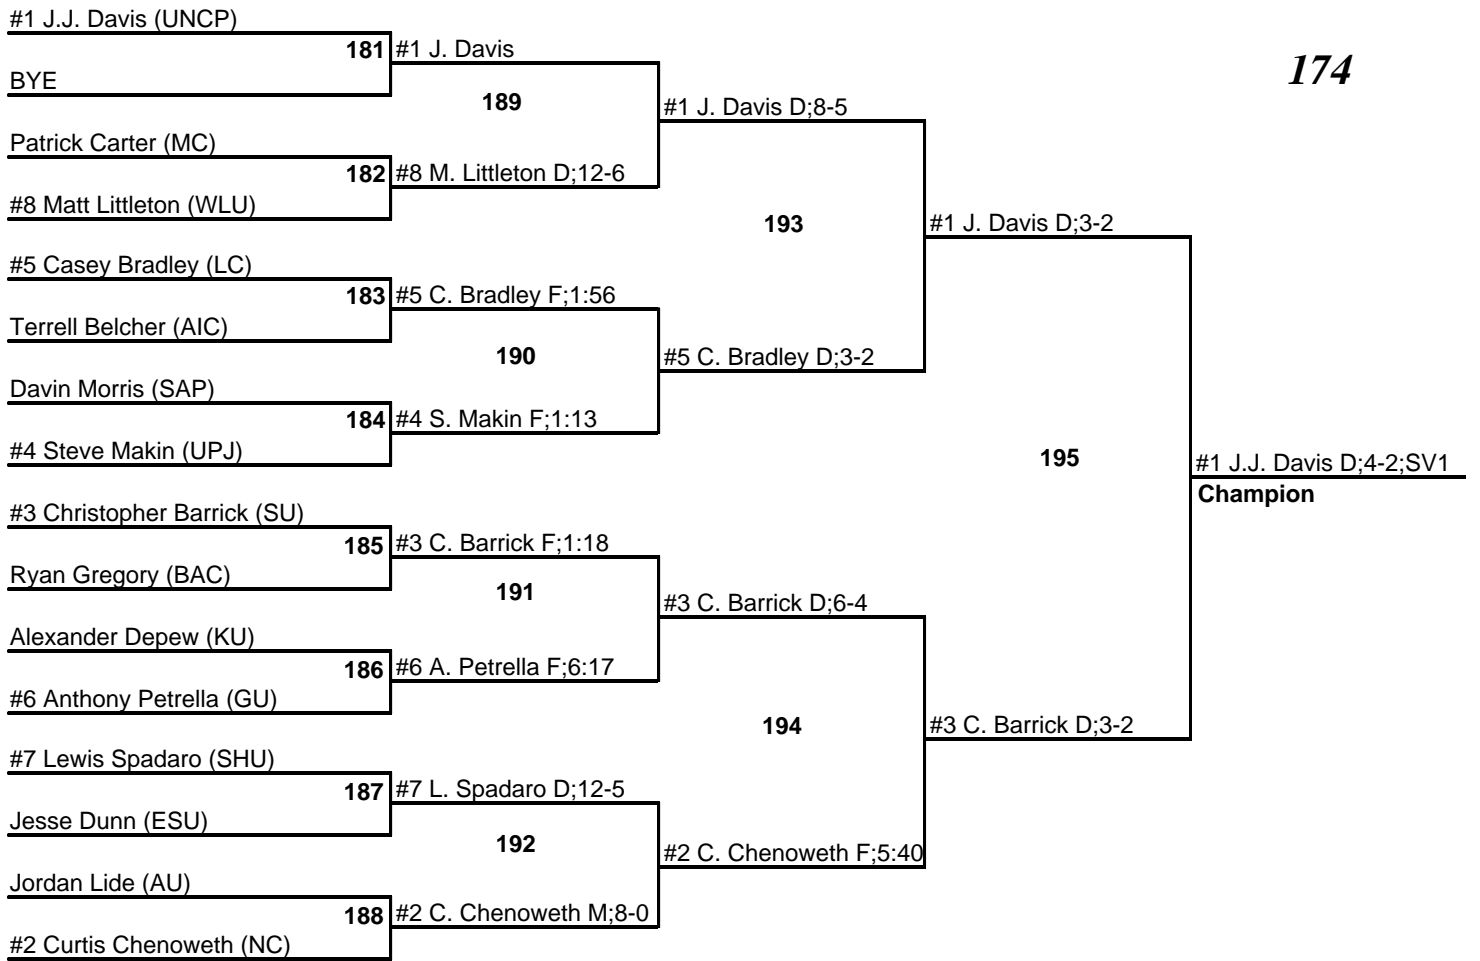 #1 J.J. Davis (UNCP)
181
#1 J. Davis
174
BYE
189
#1 J. Davis D;8-5
Patrick Carter (MC)
182
#8 M. Littleton D;12-6
#8 Matt Littleton (WLU)
193
#1 J. Davis D;3-2
#5 Casey Bradley (LC)
183
#5 C. Bradley F;1:56
Terrell Belcher (AIC)
190
#5 C. Bradley D;3-2
Davin Morris (SAP)
184
#4 S. Makin F;1:13
#4 Steve Makin (UPJ)
195
#1 J.J. Davis D;4-2;SV1
Champion
#3 Christopher Barrick (SU)
185
#3 C. Barrick F;1:18
Ryan Gregory (BAC)
191
#3 C. Barrick D;6-4
Alexander Depew (KU)
186
#6 A. Petrella F;6:17
#6 Anthony Petrella (GU)
194
#3 C. Barrick D;3-2
#7 Lewis Spadaro (SHU)
187
#7 L. Spadaro D;12-5
Jesse Dunn (ESU)
192
#2 C. Chenoweth F;5:40
Jordan Lide (AU)
188
#2 C. Chenoweth M;8-0
#2 Curtis Chenoweth (NC)